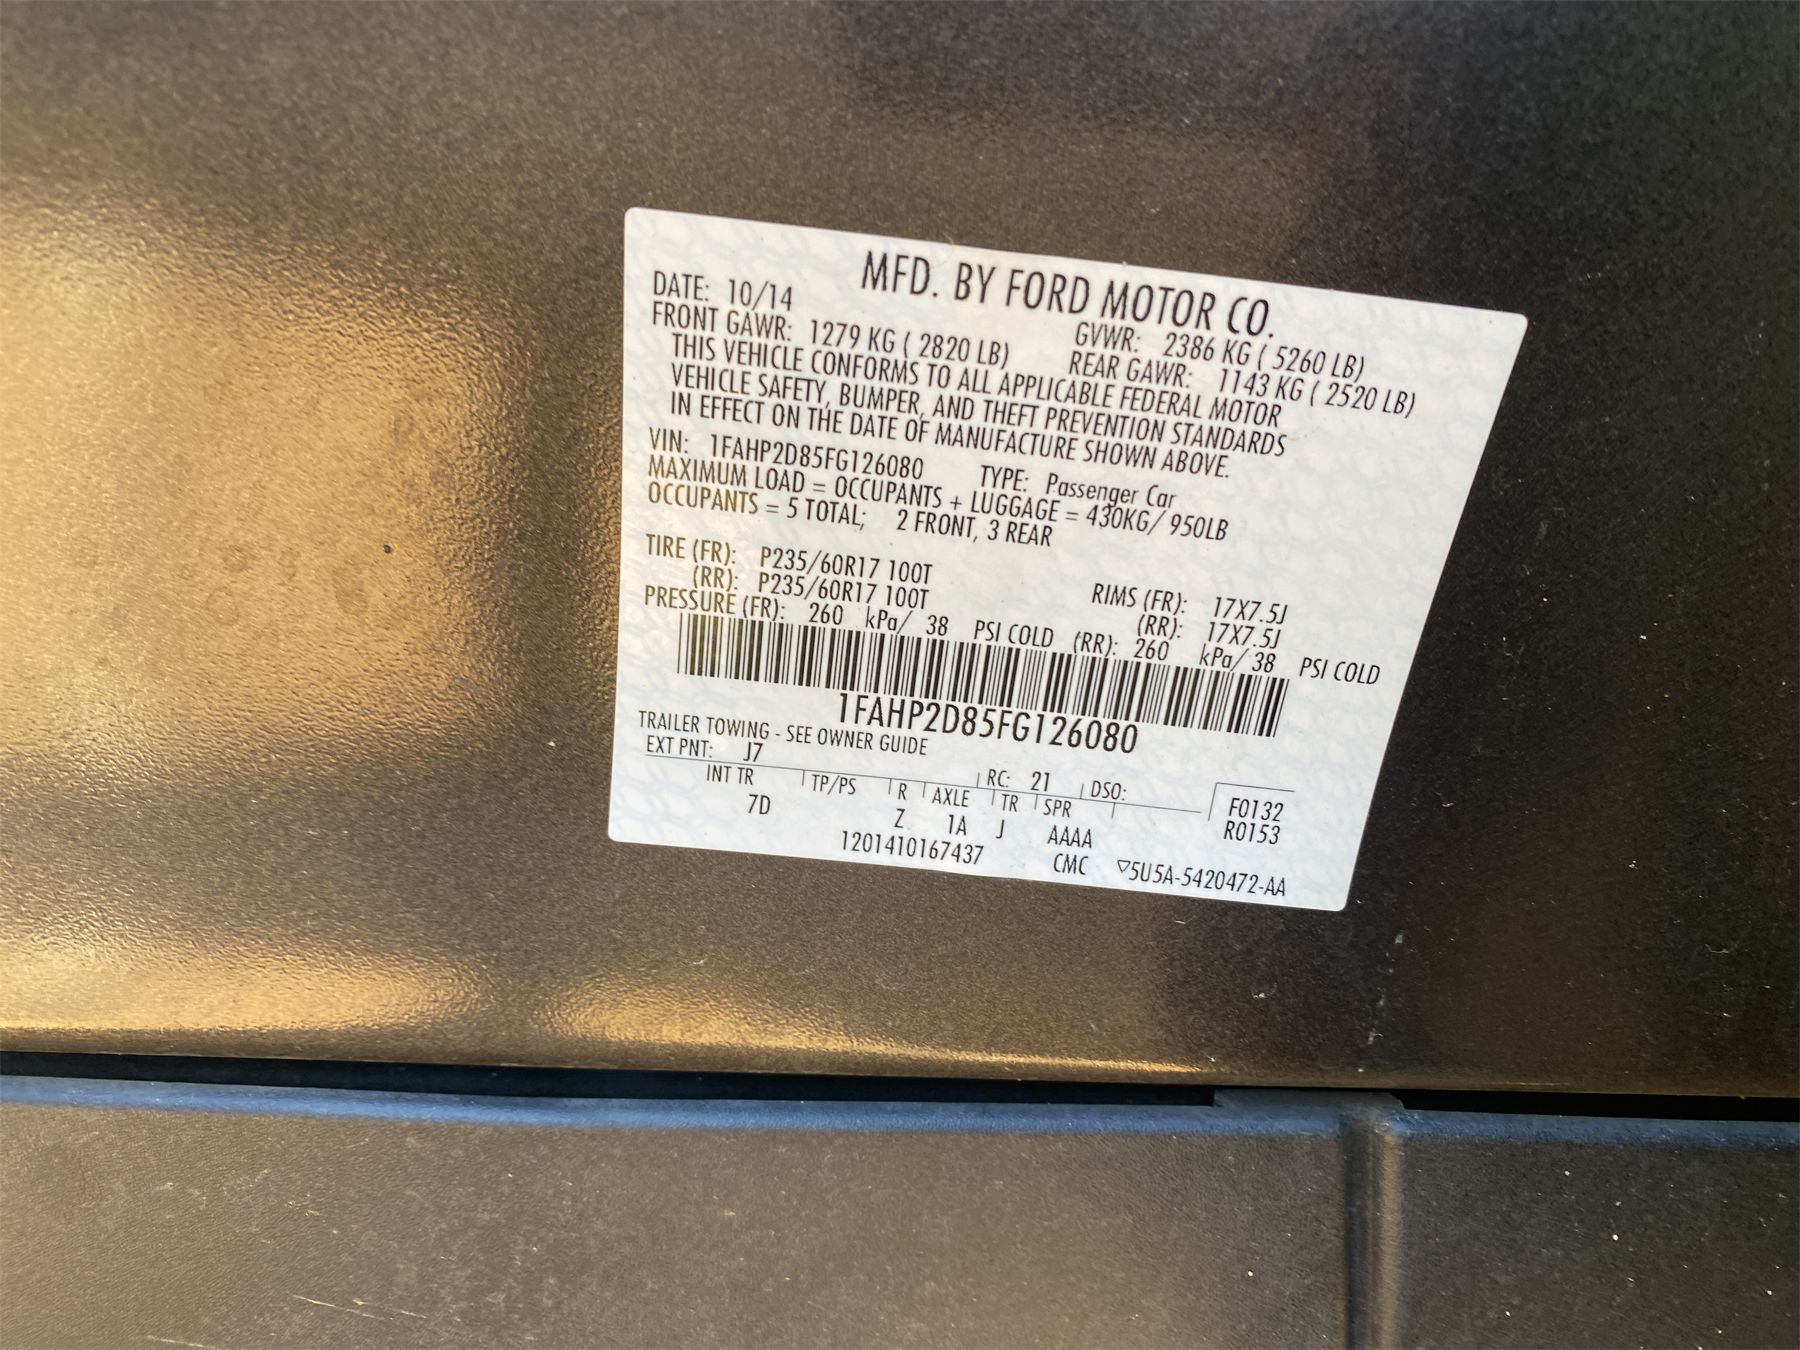 MFD. BY FORD MOTOR CO.
DATE: 10/14 GVWR: 2386 KG ( 5260 LB)
FRONT GAWR: 1279 KG ( 2820 LB) REAR GAWR: 1143 KG ( 2520 LB)
THIS VEHICLE CONFORMS TO ALL APPLICABLE FEDERAL MOTOR
VEHICLE SAFETY, BUMPER, AND THEFT PREVENTION STANDARDS
IN EFFECT ON THE DATE OF MANUFACTURE SHOWN ABOVE.
VIN: 1FAHP2D85FG126080 TYPE: Passenger Car
MAXIMUM LOAD = OCCUPANTS + LUGGAGE = 430KG/ 950LB
OCCUPANTS = 5 TOTAL; 2 FRONT, 3 REAR
TIRE (FR): P235/60R17 100T RIMS (FR): 17X7.5J
(RR): P235/60R17 100T (RR): 17X7.5J
PRESSURE (FR): 260 kPa/ 38 PSI COLD (RR): 260 kPa/ 38 PSI COLD
1FAHP2D85FG126080
TRAILER TOWING - SEE OWNER GUIDE
EXT PNT: J7 RC: 21 DSO:
INT TR TP/PS R AXLE TR SPR F0132
7D Z 1A J AAAA R0153
1201410167437 CMC ▽5U5A-5420472-AA